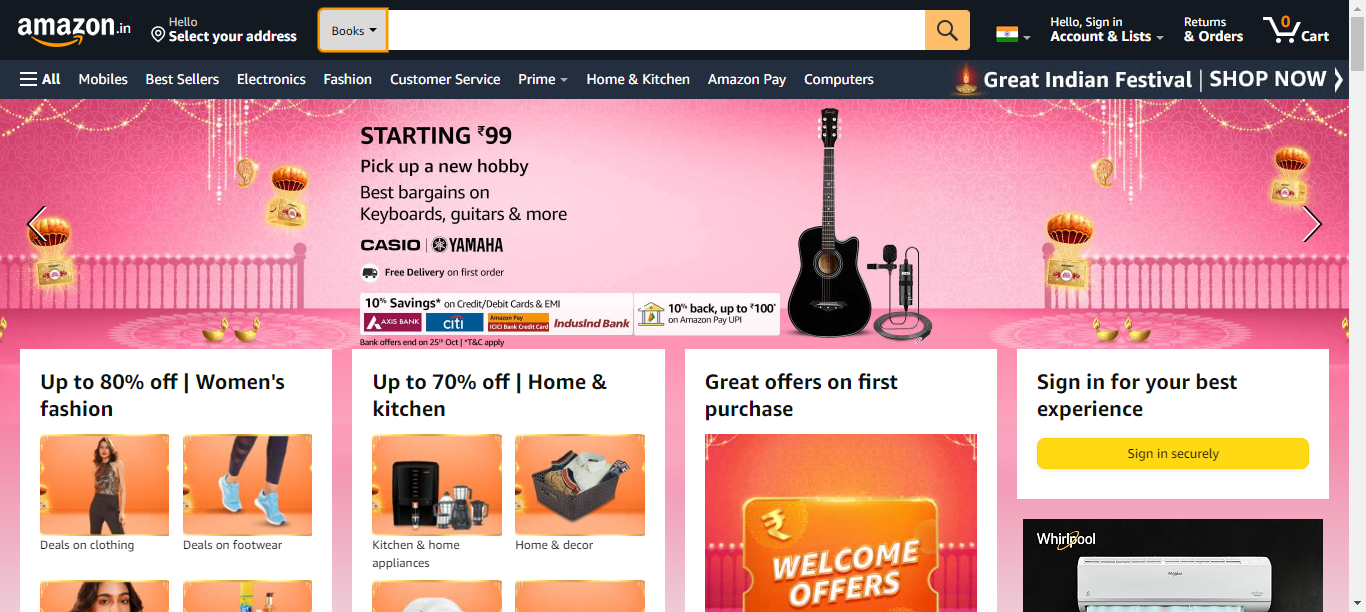 amazon.in
Hello
Select your address
Books
Hello, Sign in
Account & Lists
Returns
& Orders
0
Cart
All
Mobiles
Best Sellers
Electronics
Fashion
Customer Service
Prime
Home & Kitchen
Amazon Pay
Computers
Great Indian Festival | SHOP NOW
STARTING ₹99
Pick up a new hobby
Best bargains on
Keyboards, guitars & more
CASIO | YAMAHA
Free Delivery on first order
10% Savings* on Credit/Debit Cards & EMI
AXIS BANK
citi
Amazon Pay
ICICI Bank Credit Card
IndusInd Bank
10% back, up to ₹100*
on Amazon Pay UPI
Bank offers end on 25th Oct | *T&C apply
Up to 80% off | Women's
fashion
Deals on clothing
Deals on footwear
Up to 70% off | Home &
kitchen
Kitchen & home
appliances
Home & decor
Great offers on first
purchase
₹
WELCOME
OFFERS
Sign in for your best
experience
Sign in securely
Whirlpool